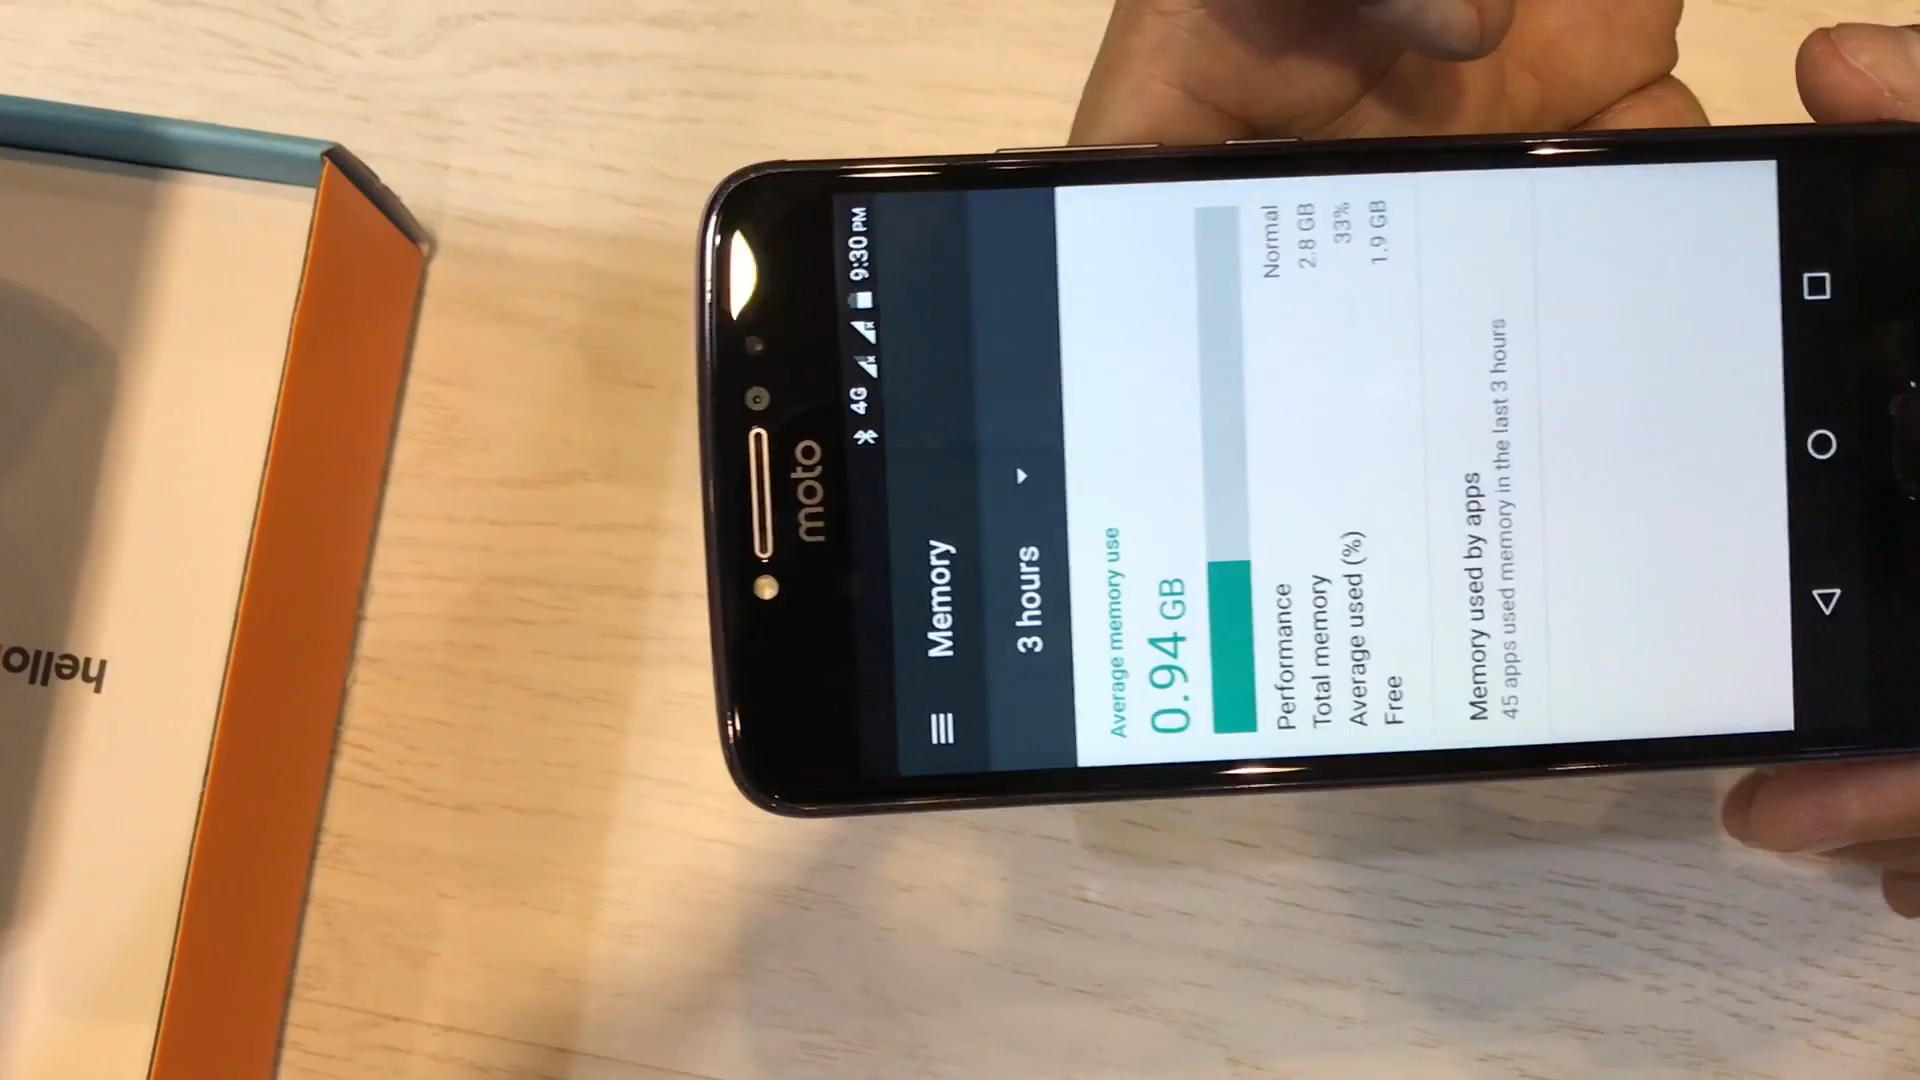 hello
moto
4G 9:30 PM
Memory
3 hours
Average memory use
0.94 GB
Performance Normal
Total memory 2.8 GB
Average used (%) 33%
Free 1.9 GB
Memory used by apps
45 apps used memory in the last 3 hours